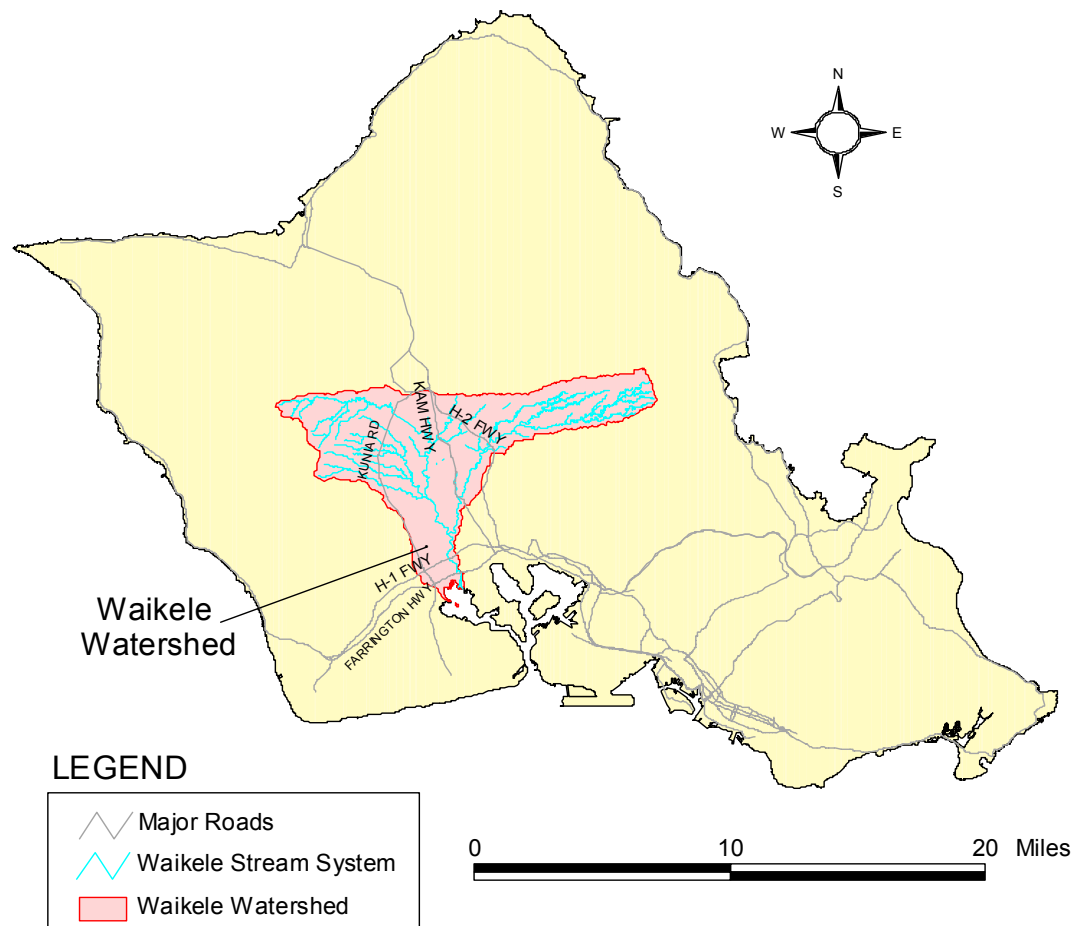 N
W E
S
KAM HWY
H-2 FWY
KUNIA RD
H-1 FWY
FARRINGTON HWY
Waikele
Watershed
LEGEND
Major Roads
Waikele Stream System
Waikele Watershed
0 10 20 Miles